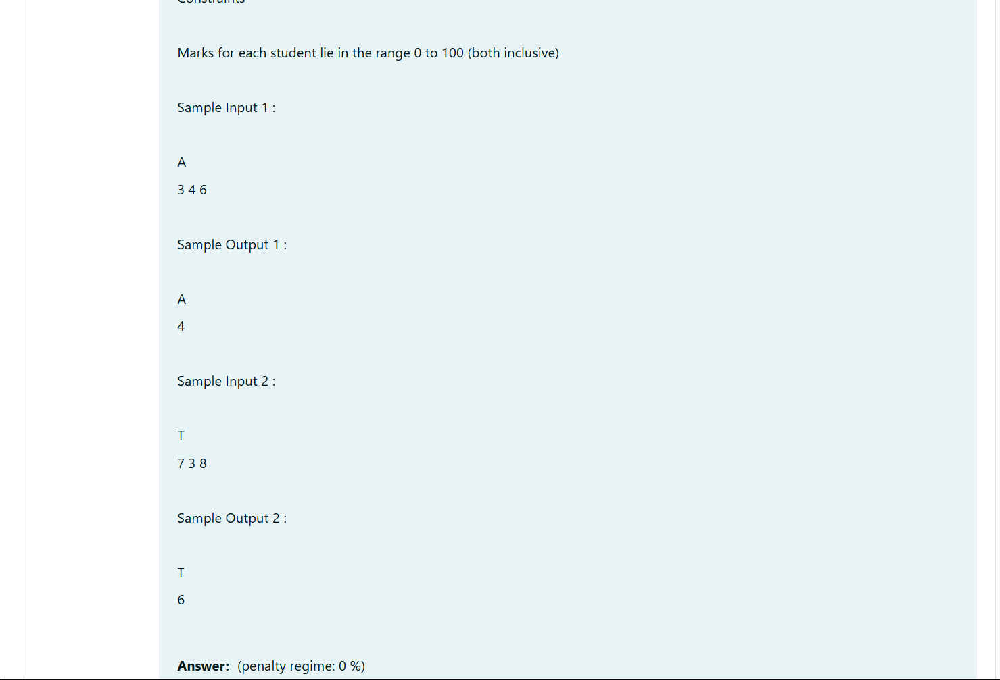 Constraints
Marks for each student lie in the range 0 to 100 (both inclusive)
Sample Input 1 :
A
3 4 6
Sample Output 1 :
A
4
Sample Input 2 :
T
7 3 8
Sample Output 2 :
T
6
Answer: (penalty regime: 0 %)